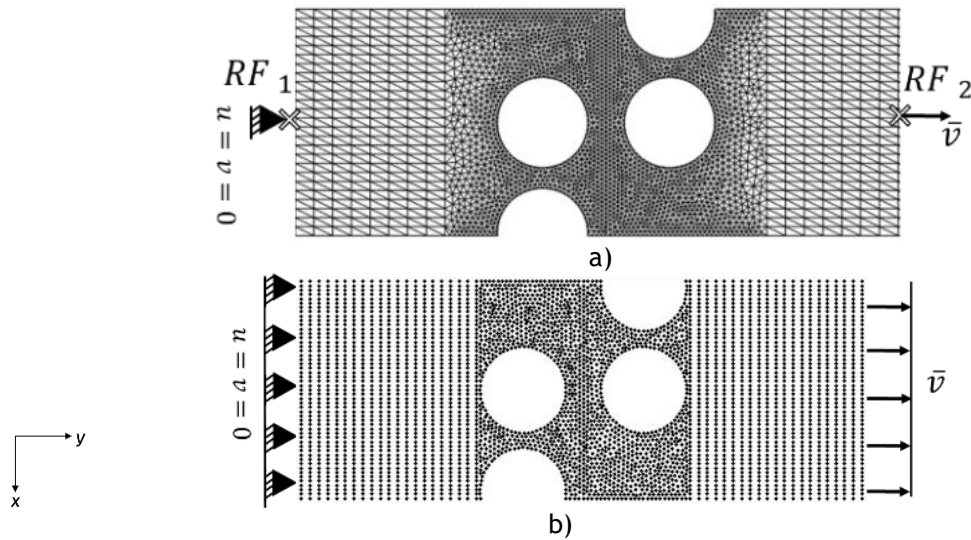 RF 1
0 = a = n
RF 2
v̄
a)
0 = a = n
v̄
y
x
b)